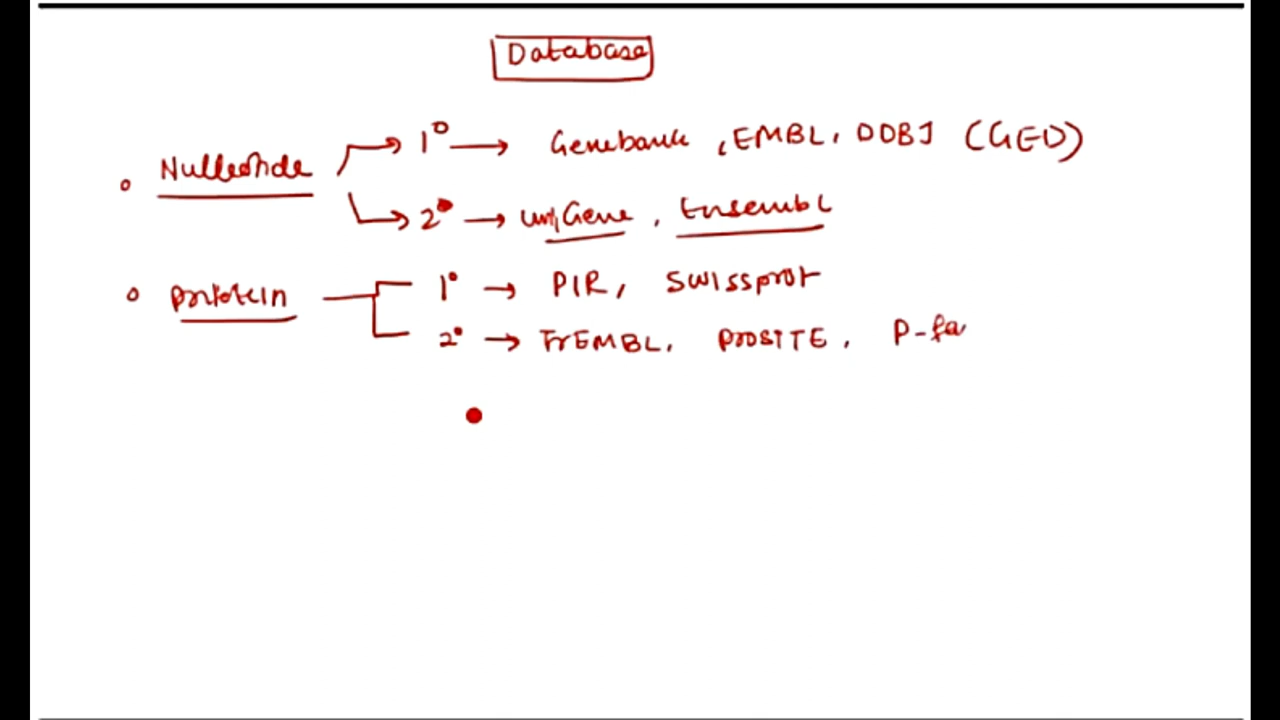 Database
Nucleotide → 1° → Genebank, EMBL, DDBJ (GED)
→ 2° → uniGene, Ensembl
Protein 1° → PIR, Swissprot
2° → TrEMBL, ProSITE, P-fa